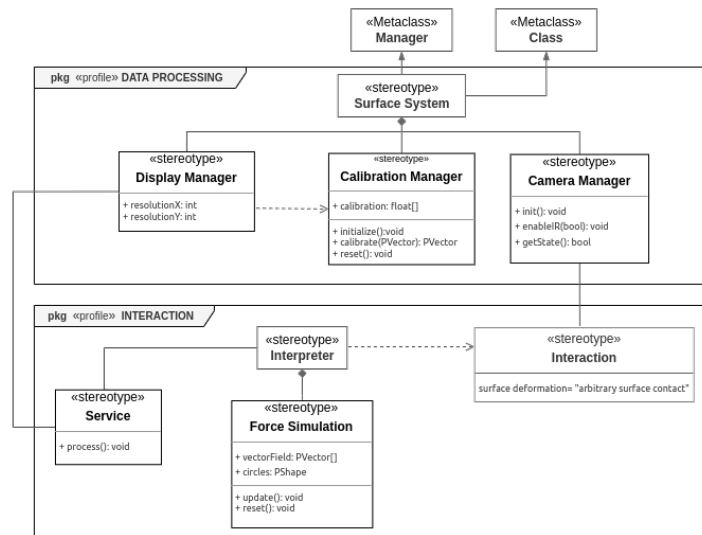 «Metaclass»
Manager
«Metaclass»
Class
pkg «profile» DATA PROCESSING
«stereotype»
Surface System
«stereotype»
Display Manager
+ resolutionX: int
+ resolutionY: int
«stereotype»
Calibration Manager
+ calibration: float[]
+ initialize():void
+ calibrate(PVector): PVector
+ reset(): void
«stereotype»
Camera Manager
+ init(): void
+ enableIR(bool): void
+ getState(): bool
pkg «profile» INTERACTION
«stereotype»
Interpreter
«stereotype»
Interaction
surface deformation= "arbitrary surface contact"
«stereotype»
Service
+ process(): void
«stereotype»
Force Simulation
+ vectorField: PVector[]
+ circles: PShape
+ update(): void
+ reset(): void